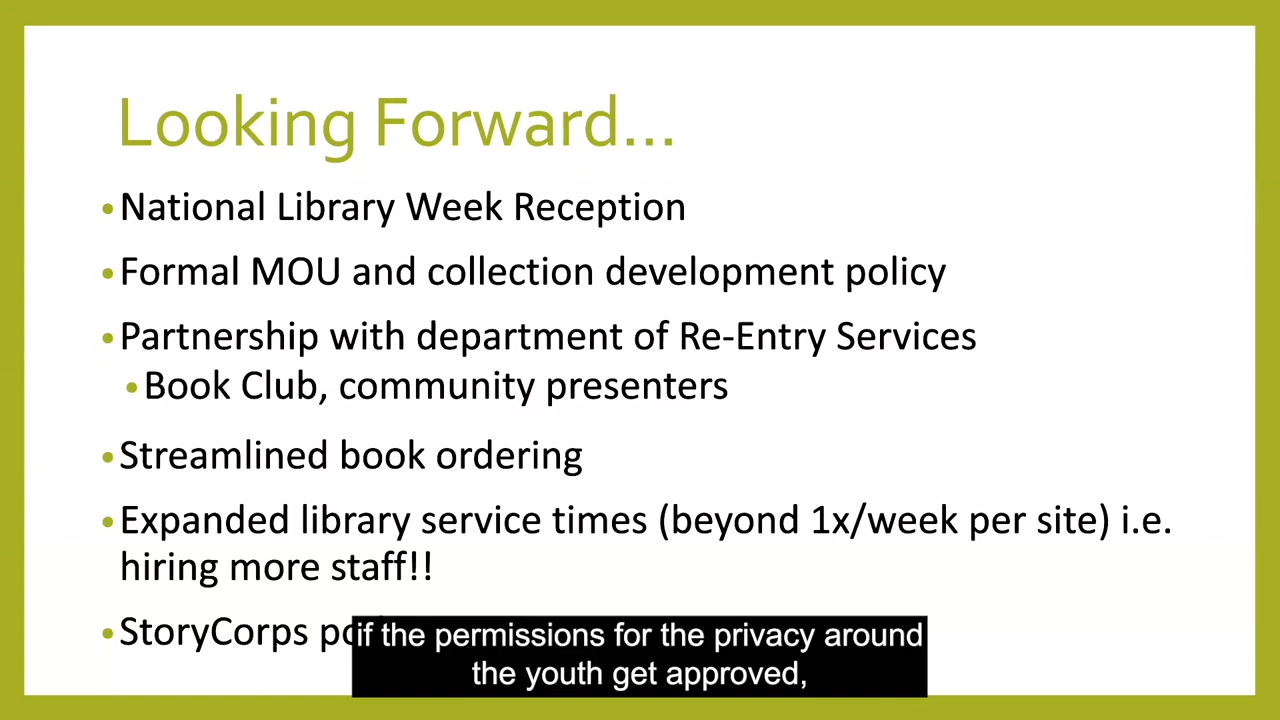 Looking Forward...
•National Library Week Reception
•Formal MOU and collection development policy
•Partnership with department of Re-Entry Services
•Book Club, community presenters
•Streamlined book ordering
•Expanded library service times (beyond 1x/week per site) i.e.
hiring more staff!!
•StoryCorps
if the permissions for the privacy around
the youth get approved,